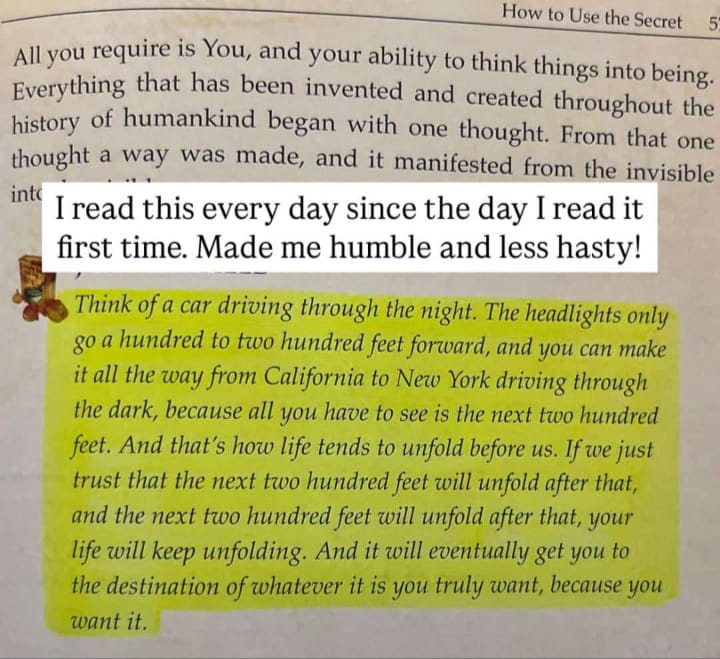 How to Use the Secret
All you require is You, and your ability to think things into being.
Everything that has been invented and created throughout the
history of humankind began with one thought. From that one
thought a way was made, and it manifested from the invisible
I read this every day since the day I read it
first time. Made me humble and less hasty!
Think of a car driving through the night. The headlights only
go a hundred to two hundred feet forward, and you can make
it all the way from California to New York driving through
the dark, because all you have to see is the next two hundred
feet. And that's how life tends to unfold before us. If we just
trust that the next two hundred feet will unfold after that,
and the next two hundred feet will unfold after that, your
life will keep unfolding. And it will eventually get you to
the destination of whatever it is you truly want, because you
want it.